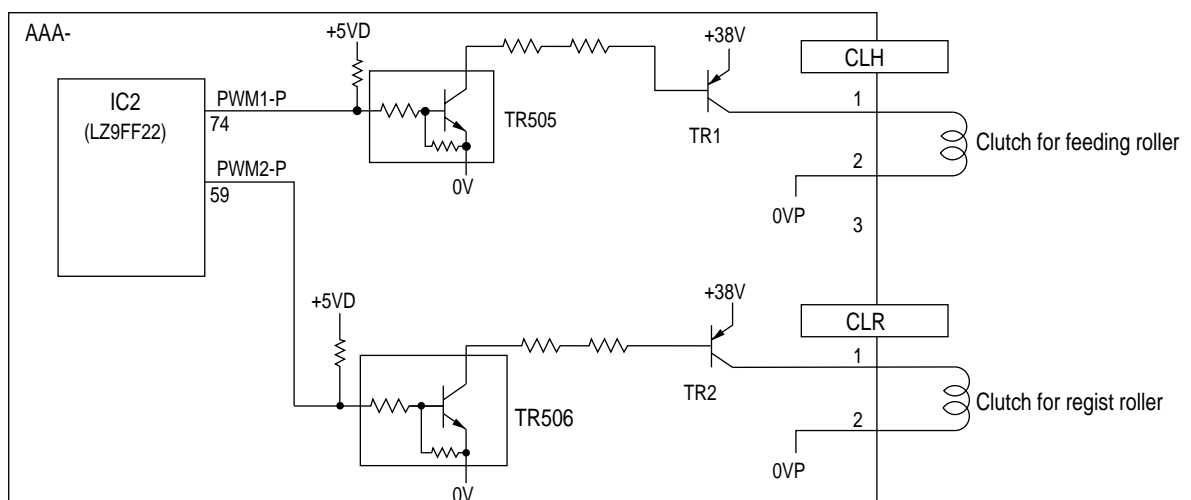 AAA-
+5VD
+38V
CLH
IC2
(LZ9FF22)
PWM1-P
74
TR505
TR1
1
Clutch for feeding roller
PWM2-P
59
0V
2
0VP
3
+5VD
+38V
CLR
1
TR506
TR2
Clutch for regist roller
2
0VP
0V